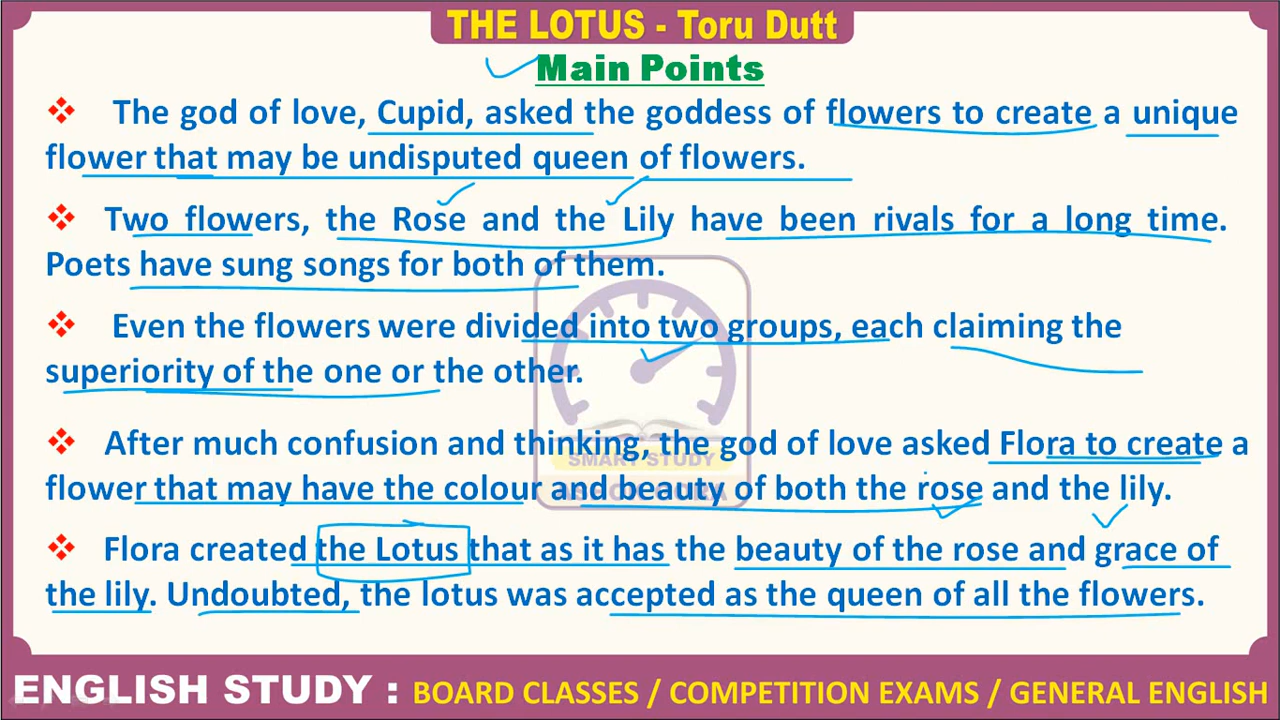 THE LOTUS - Toru Dutt
Main Points
❖ The god of love, Cupid, asked the goddess of flowers to create a unique
flower that may be undisputed queen of flowers.
❖ Two flowers, the Rose and the Lily have been rivals for a long time.
Poets have sung songs for both of them.
❖ Even the flowers were divided into two groups, each claiming the
superiority of the one or the other.
❖ After much confusion and thinking, the god of love asked Flora to create a
flower that may have the colour and beauty of both the rose and the lily.
❖ Flora created the Lotus that as it has the beauty of the rose and grace of
the lily. Undoubted, the lotus was accepted as the queen of all the flowers.
SMART STUDY
ENGLISH STUDY : BOARD CLASSES / COMPETITION EXAMS / GENERAL ENGLISH